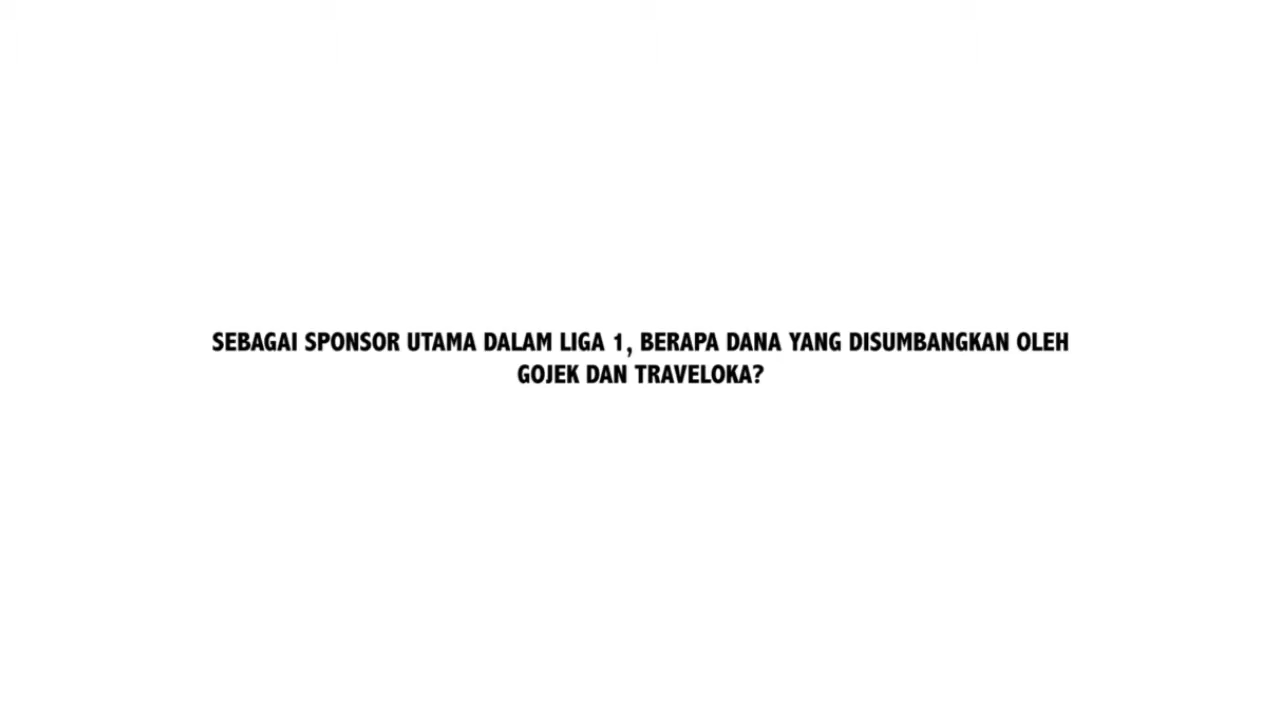 SEBAGAI SPONSOR UTAMA DALAM LIGA 1, BERAPA DANA YANG DISUMBANGKAN OLEH
GOJEK DAN TRAVELOKA?